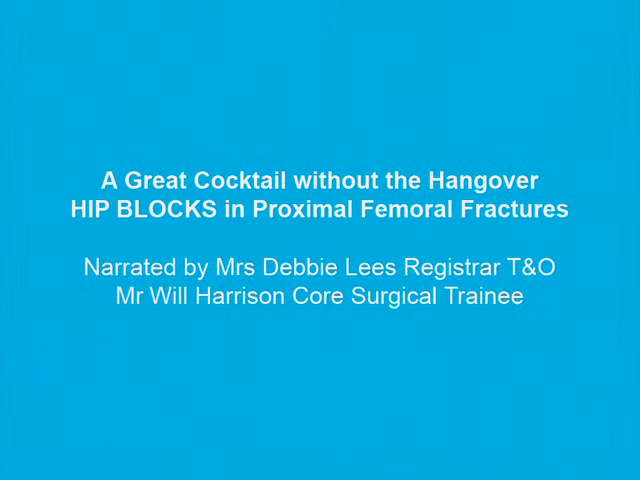 A Great Cocktail without the Hangover
HIP BLOCKS in Proximal Femoral Fractures
Narrated by Mrs Debbie Lees Registrar T&O
Mr Will Harrison Core Surgical Trainee